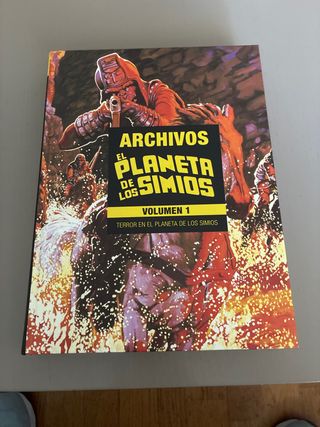 ARCHIVOS
EL PLANETA
DE LOS SIMIOS
VOLUMEN 1
TERROR EN EL PLANETA DE LOS SIMIOS